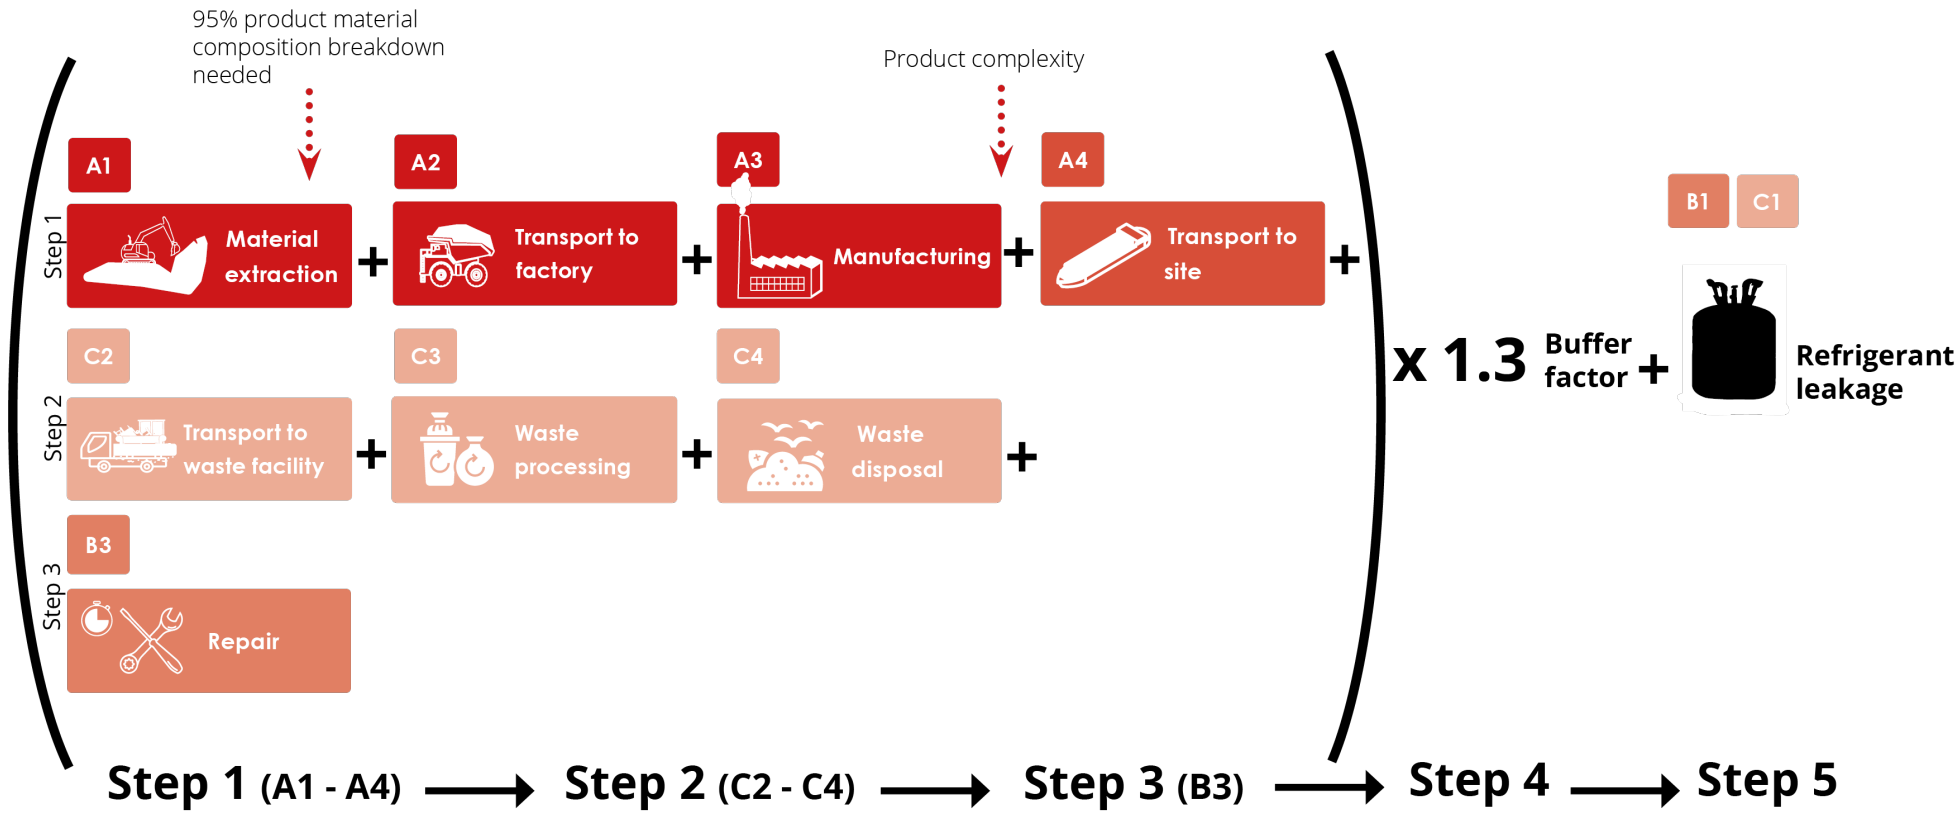 95% product material
composition breakdown
needed
Product complexity
A1
A2
A3
A4
Step 1
Material
extraction
+
Transport to
factory
+
Manufacturing
+
Transport to
site
+
C2
C3
C4
Step 2
Transport to
waste facility
+
Waste
processing
+
Waste
disposal
+
B3
Step 3
Repair
x 1.3
Buffer
factor
+
B1
C1
Refrigerant
leakage
Step 1 (A1 - A4)
Step 2 (C2 - C4)
Step 3 (B3)
Step 4
Step 5